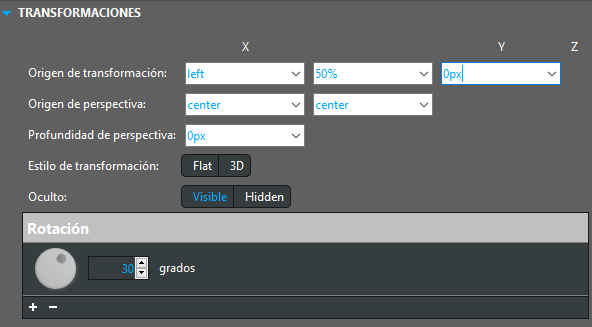 TRANSFORMACIONES
X Y Z
Origen de transformación: left 50% 0px
Origen de perspectiva: center center
Profundidad de perspectiva: 0px
Estilo de transformación: Flat 3D
Oculto: Visible Hidden
Rotación
30 grados
+ −